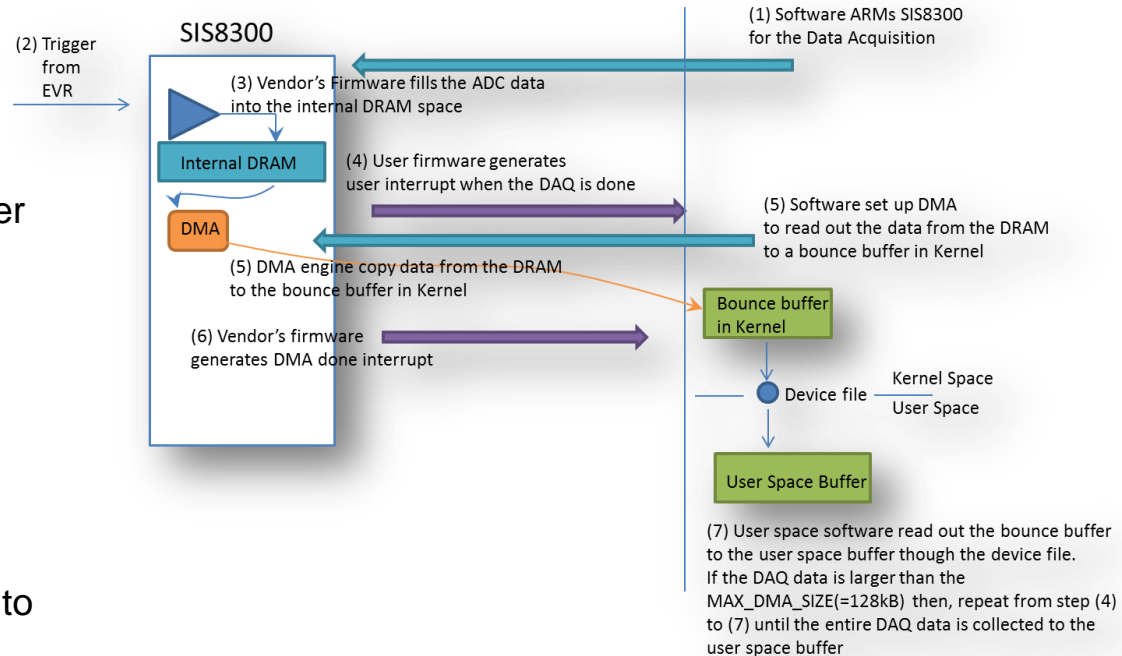 SIS8300
(1) Software ARMs SIS8300
for the Data Acquisition
(2) Trigger
from
EVR
(3) Vendor's Firmware fills the ADC data
into the internal DRAM space
Internal DRAM
(4) User firmware generates
user interrupt when the DAQ is done
er
DMA
(5) Software set up DMA
to read out the data from the DRAM
to a bounce buffer in Kernel
(5) DMA engine copy data from the DRAM
to the bounce buffer in Kernel
Bounce buffer
in Kernel
(6) Vendor's firmware
generates DMA done interrupt
Device file
Kernel Space
User Space
User Space Buffer
(7) User space software read out the bounce buffer
to the user space buffer though the device file.
If the DAQ data is larger than the
MAX_DMA_SIZE(=128kB) then, repeat from step (4)
to (7) until the entire DAQ data is collected to the
user space buffer
to